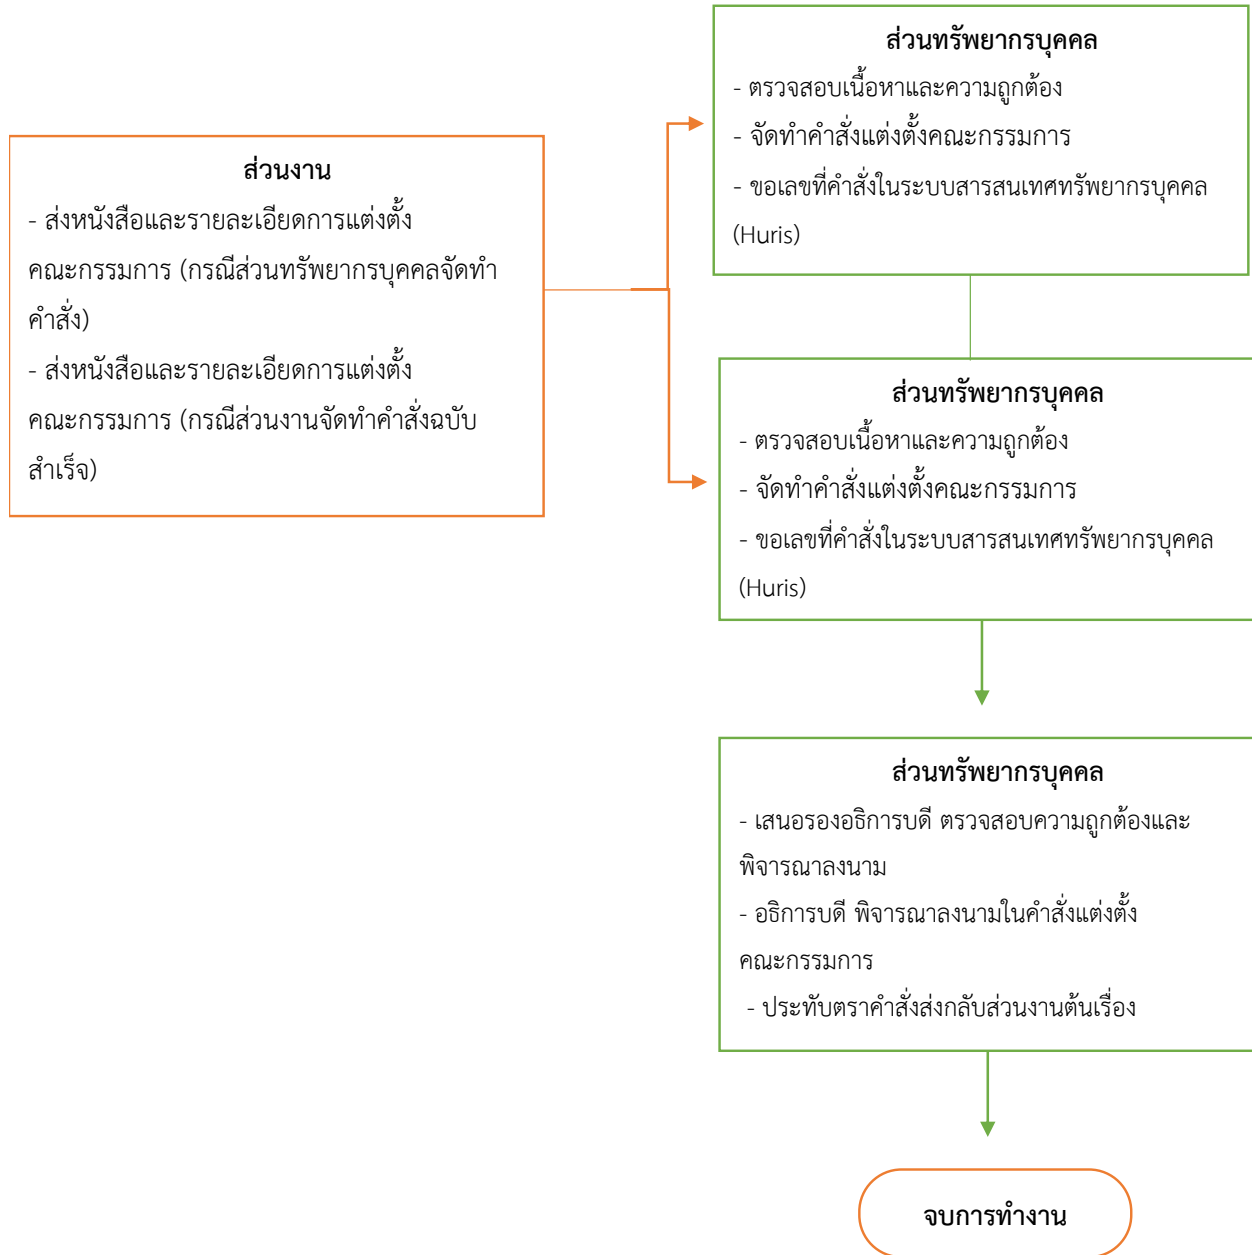 ส่วนงาน
- ส่งหนังสือและรายละเอียดการแต่งตั้ง
คณะกรรมการ (กรณีส่วนทรัพยากรบุคคลจัดทำ
คำสั่ง)
- ส่งหนังสือและรายละเอียดการแต่งตั้ง
คณะกรรมการ (กรณีส่วนงานจัดทำคำสั่งฉบับ
สำเร็จ)
ส่วนทรัพยากรบุคคล
- ตรวจสอบเนื้อหาและความถูกต้อง
- จัดทำคำสั่งแต่งตั้งคณะกรรมการ
- ขอเลขที่คำสั่งในระบบสารสนเทศทรัพยากรบุคคล
(Huris)
ส่วนทรัพยากรบุคคล
- ตรวจสอบเนื้อหาและความถูกต้อง
- จัดทำคำสั่งแต่งตั้งคณะกรรมการ
- ขอเลขที่คำสั่งในระบบสารสนเทศทรัพยากรบุคคล
(Huris)
ส่วนทรัพยากรบุคคล
- เสนอรองอธิการบดี ตรวจสอบความถูกต้องและ
พิจารณาลงนาม
- อธิการบดี พิจารณาลงนามในคำสั่งแต่งตั้ง
คณะกรรมการ
- ประทับตราคำสั่งส่งกลับส่วนงานต้นเรื่อง
จบการทำงาน